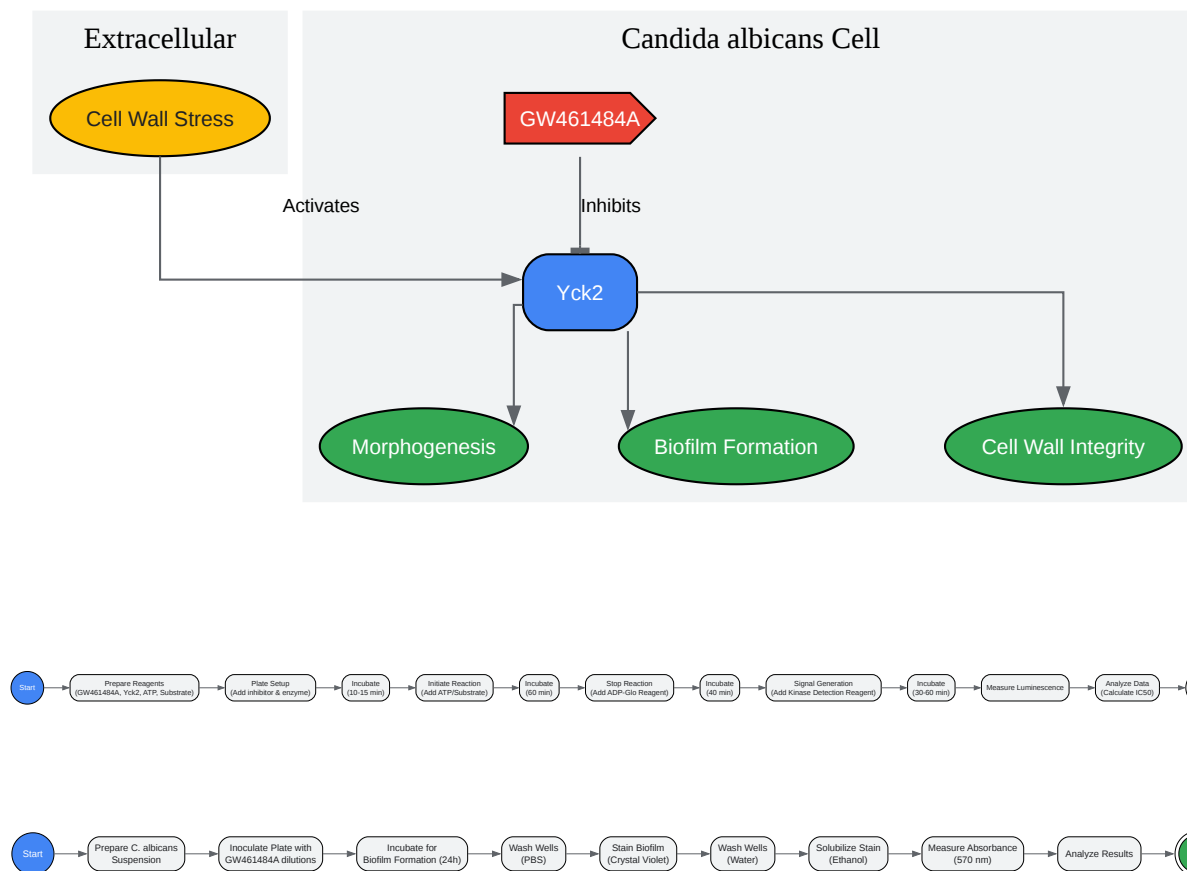 Extracellular
Candida albicans Cell
Cell Wall Stress
GW461484A
Activates
Inhibits
Yck2
Morphogenesis
Biofilm Formation
Cell Wall Integrity
Start
Prepare Reagents
(GW461484A, Yck2, ATP, Substrate)
Plate Setup
(Add inhibitor & enzyme)
Incubate
(10-15 min)
Initiate Reaction
(Add ATP/Substrate)
Incubate
(60 min)
Stop Reaction
(Add ADP-Glo Reagent)
Incubate
(40 min)
Signal Generation
(Add Kinase Detection Reagent)
Incubate
(30-60 min)
Measure Luminescence
Analyze Data
(Calculate IC50)
Start
Prepare C. albicans
Suspension
Inoculate Plate with
GW461484A dilutions
Incubate for
Biofilm Formation (24h)
Wash Wells
(PBS)
Stain Biofilm
(Crystal Violet)
Wash Wells
(Water)
Solubilize Stain
(Ethanol)
Measure Absorbance
(570 nm)
Analyze Results